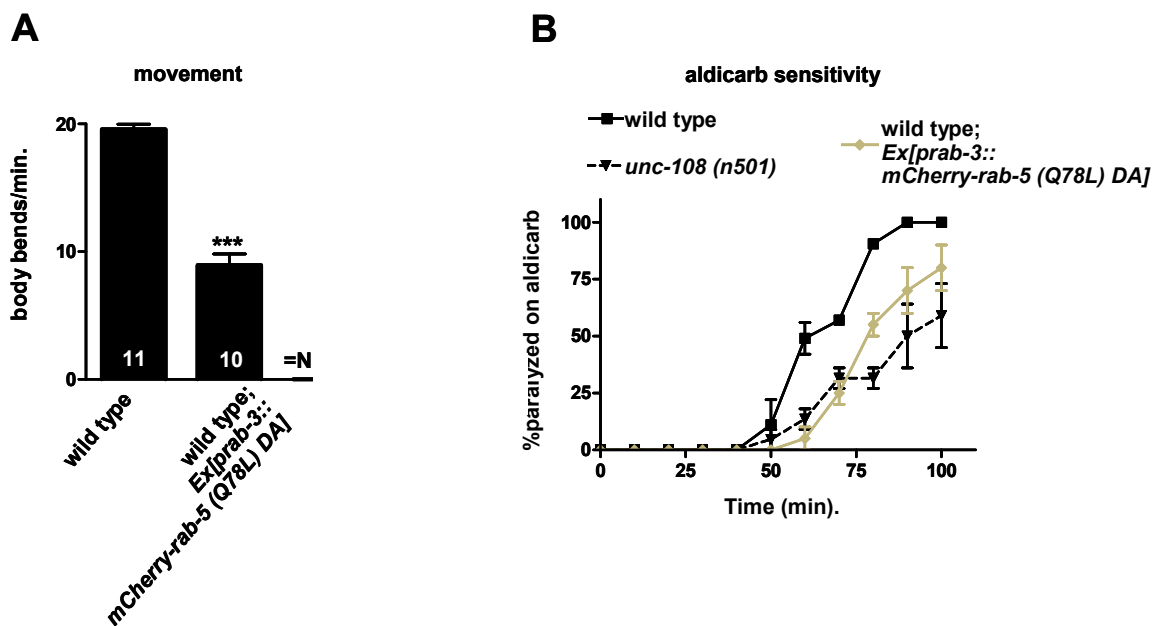 A
movement
20
10
0
body bends/min.
11
10
=N
wild type
wild type;
Ex[prab-3::
mCherry-rab-5 (Q78L) DA]
B
aldicarb sensitivity
wild type
unc-108 (n501)
wild type;
Ex[prab-3::
mCherry-rab-5 (Q78L) DA]
%paralyzed on aldicarb
100
75
50
25
0
0
25
50
75
100
Time (min).
***